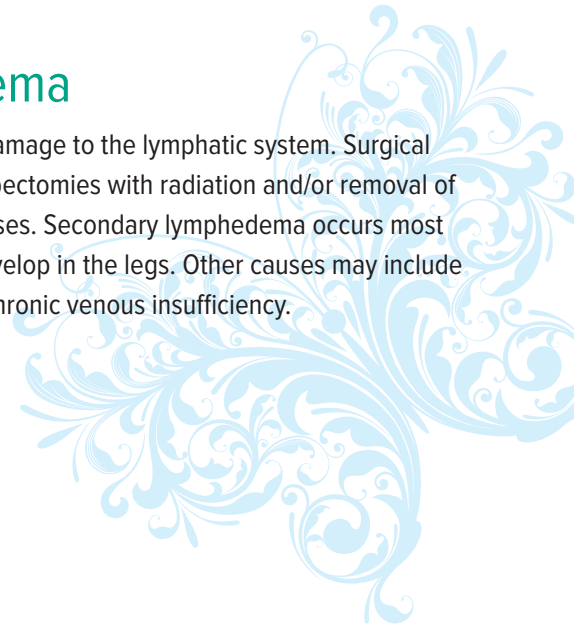 ema
amage to the lymphatic system. Surgical
pectomies with radiation and/or removal of
ses. Secondary lymphedema occurs most
velop in the legs. Other causes may include
hronic venous insufficiency.